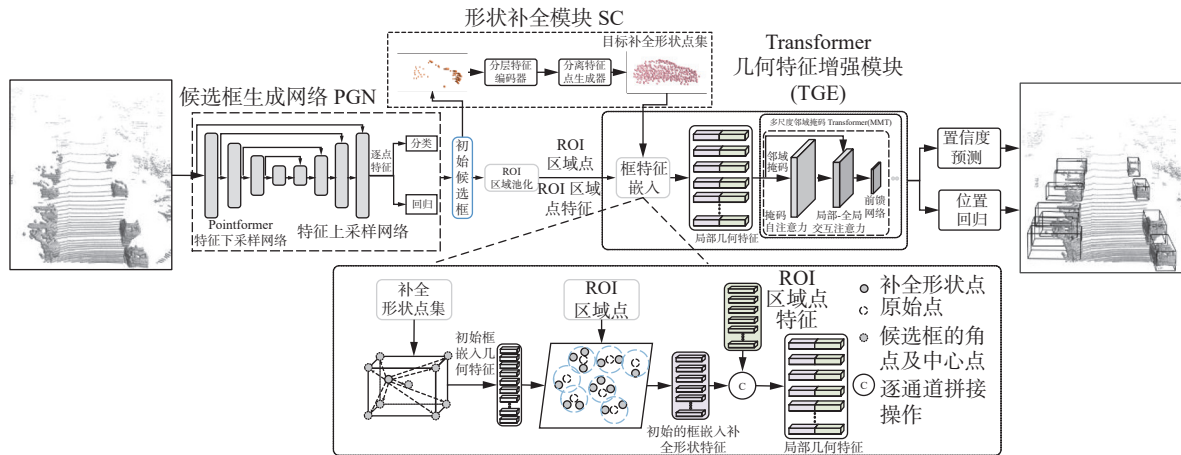 形状补全模块 SC
目标补全形状点集
分层特征
编码器
分离特征
点生成器
Transformer
几何特征增强模块
(TGE)
候选框生成网络 PGN
逐点
特征
分类
回归
Pointformer
特征下采样网络
特征上采样网络
初始候选框
ROI
区域池化
ROI
区域点
ROI 区域
点特征
框特征
嵌入
局部几何特征
多尺度邻域掩码 Transformer(MMT)
邻域
掩码
掩码
自注意力
局部-全局
交互注意力
前馈
网络
置信度
预测
位置
回归
补全
形状点集
初始框
嵌入几
何特征
ROI
区域点
初始的框嵌入补
全形状特征
ROI
区域点
特征
C
局部几何特征
补全形状点
原始点
候选框的角
点及中心点
C
逐通道拼接
操作